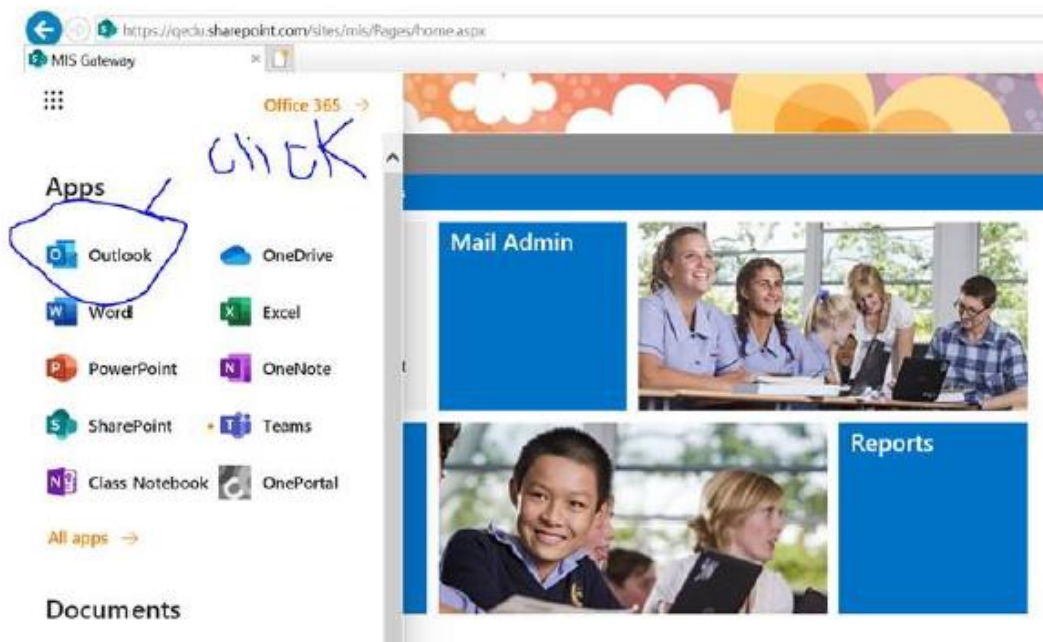 https://qedu.sharepoint.com/sites/mis/Pages/home.aspx
MIS Gateway
Office 365 →
click
Apps
Outlook
OneDrive
Word
Excel
PowerPoint
OneNote
SharePoint
Teams
Class Notebook
OnePortal
All apps →
Documents
Mail Admin
Reports